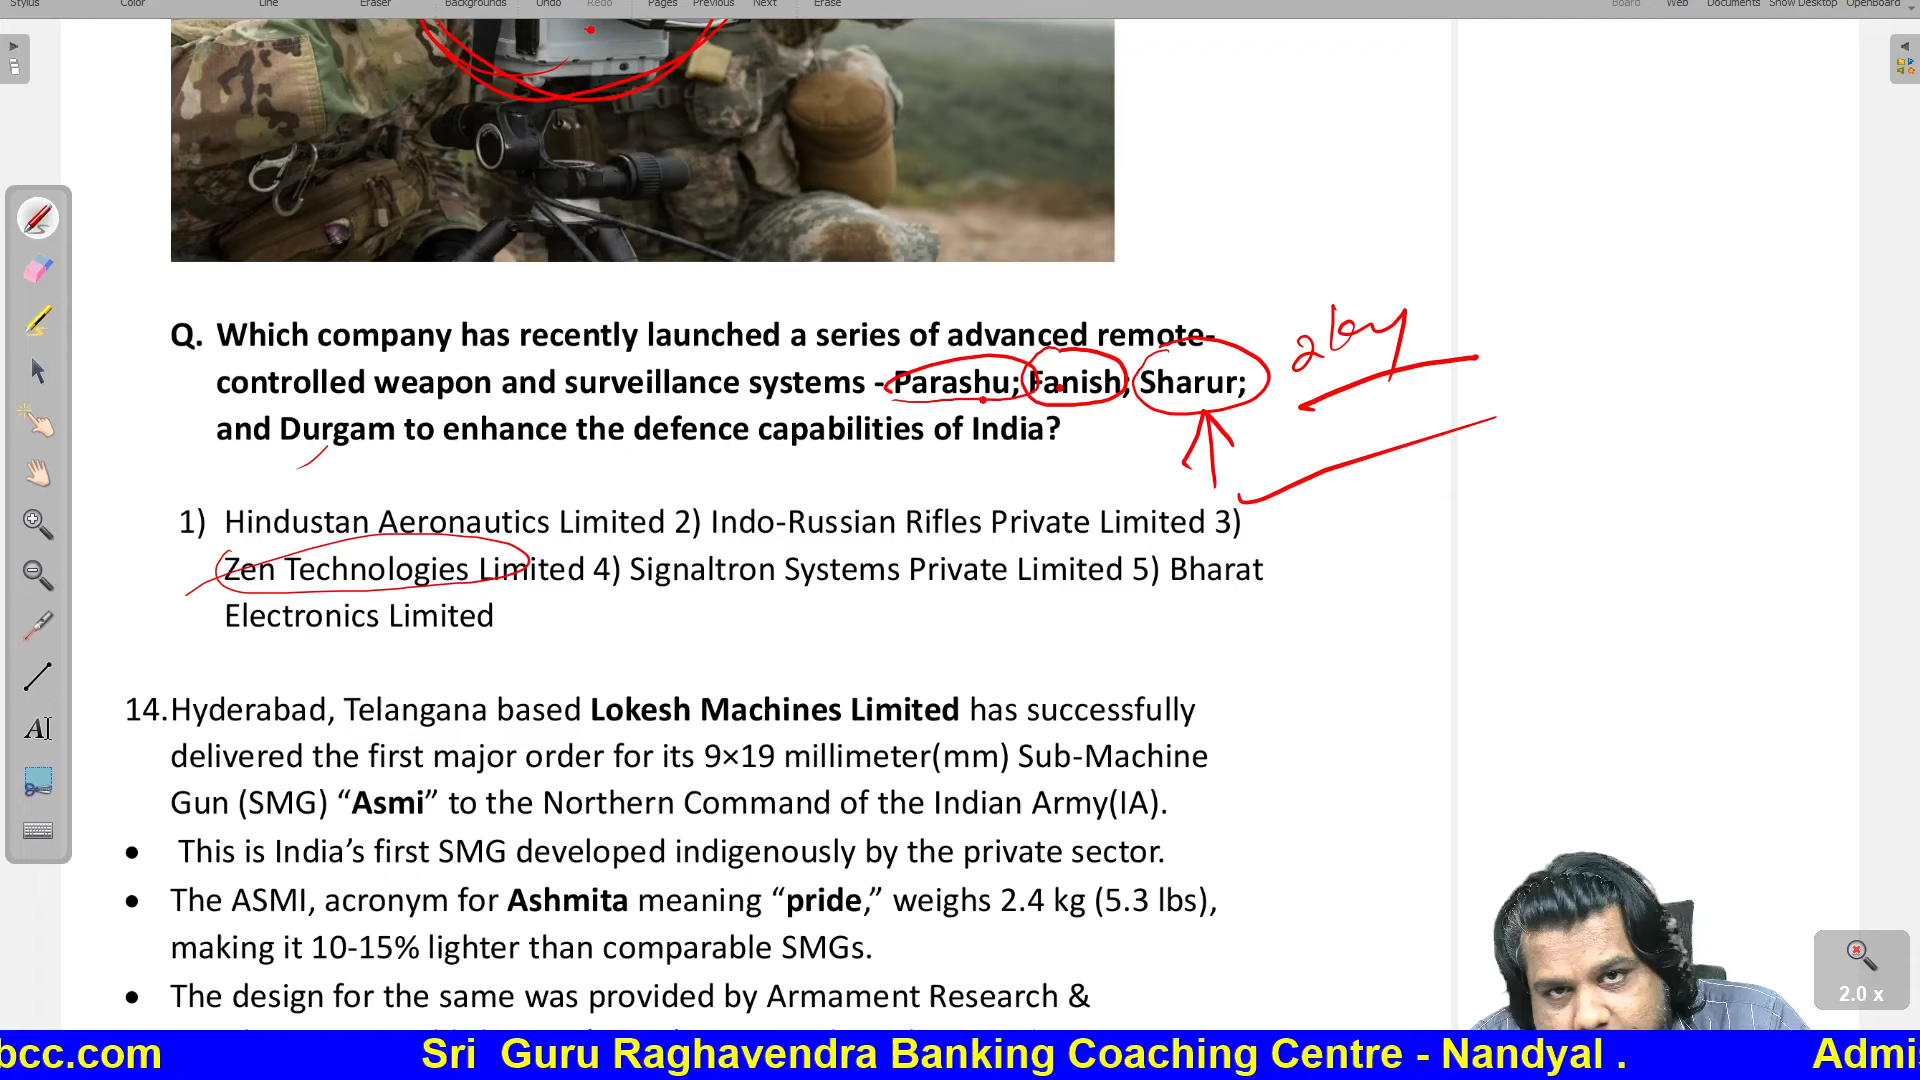 Stylus Color Line Eraser Backgrounds Undo Redo Pages Previous Next Erase Board Web Documents Show Desktop OpenBoard
Q. Which company has recently launched a series of advanced remote-
controlled weapon and surveillance systems - Parashu; Fanish; Sharur;
and Durgam to enhance the defence capabilities of India?
1) Hindustan Aeronautics Limited 2) Indo-Russian Rifles Private Limited 3)
Zen Technologies Limited 4) Signaltron Systems Private Limited 5) Bharat
Electronics Limited
14.Hyderabad, Telangana based Lokesh Machines Limited has successfully
delivered the first major order for its 9×19 millimeter(mm) Sub-Machine
Gun (SMG) “Asmi” to the Northern Command of the Indian Army(IA).
• This is India’s first SMG developed indigenously by the private sector.
• The ASMI, acronym for Ashmita meaning “pride,” weighs 2.4 kg (5.3 lbs),
making it 10-15% lighter than comparable SMGs.
• The design for the same was provided by Armament Research &
2.0 x
bcc.com Sri Guru Raghavendra Banking Coaching Centre - Nandyal . Admis